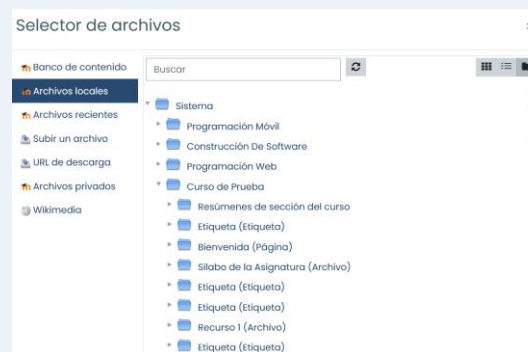 Selector de archivos
Banco de contenido
Archivos locales
Archivos recientes
Subir un archivo
URL de descarga
Archivos privados
Wikimedia
Buscar
Sistema
Programación Móvil
Construcción De Software
Programación Web
Curso de Prueba
Resúmenes de sección del curso
Etiqueta (Etiqueta)
Bienvenida (Página)
Sílabo de la Asignatura (Archivo)
Etiqueta (Etiqueta)
Etiqueta (Etiqueta)
Recurso 1 (Archivo)
Etiqueta (Etiqueta)